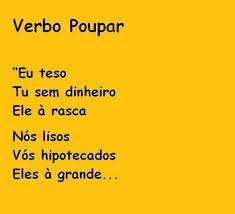 Verbo Poupar
“Eu teso
Tu sem dinheiro
Ele à rasca
Nós lisos
Vós hipotecados
Eles à grande...